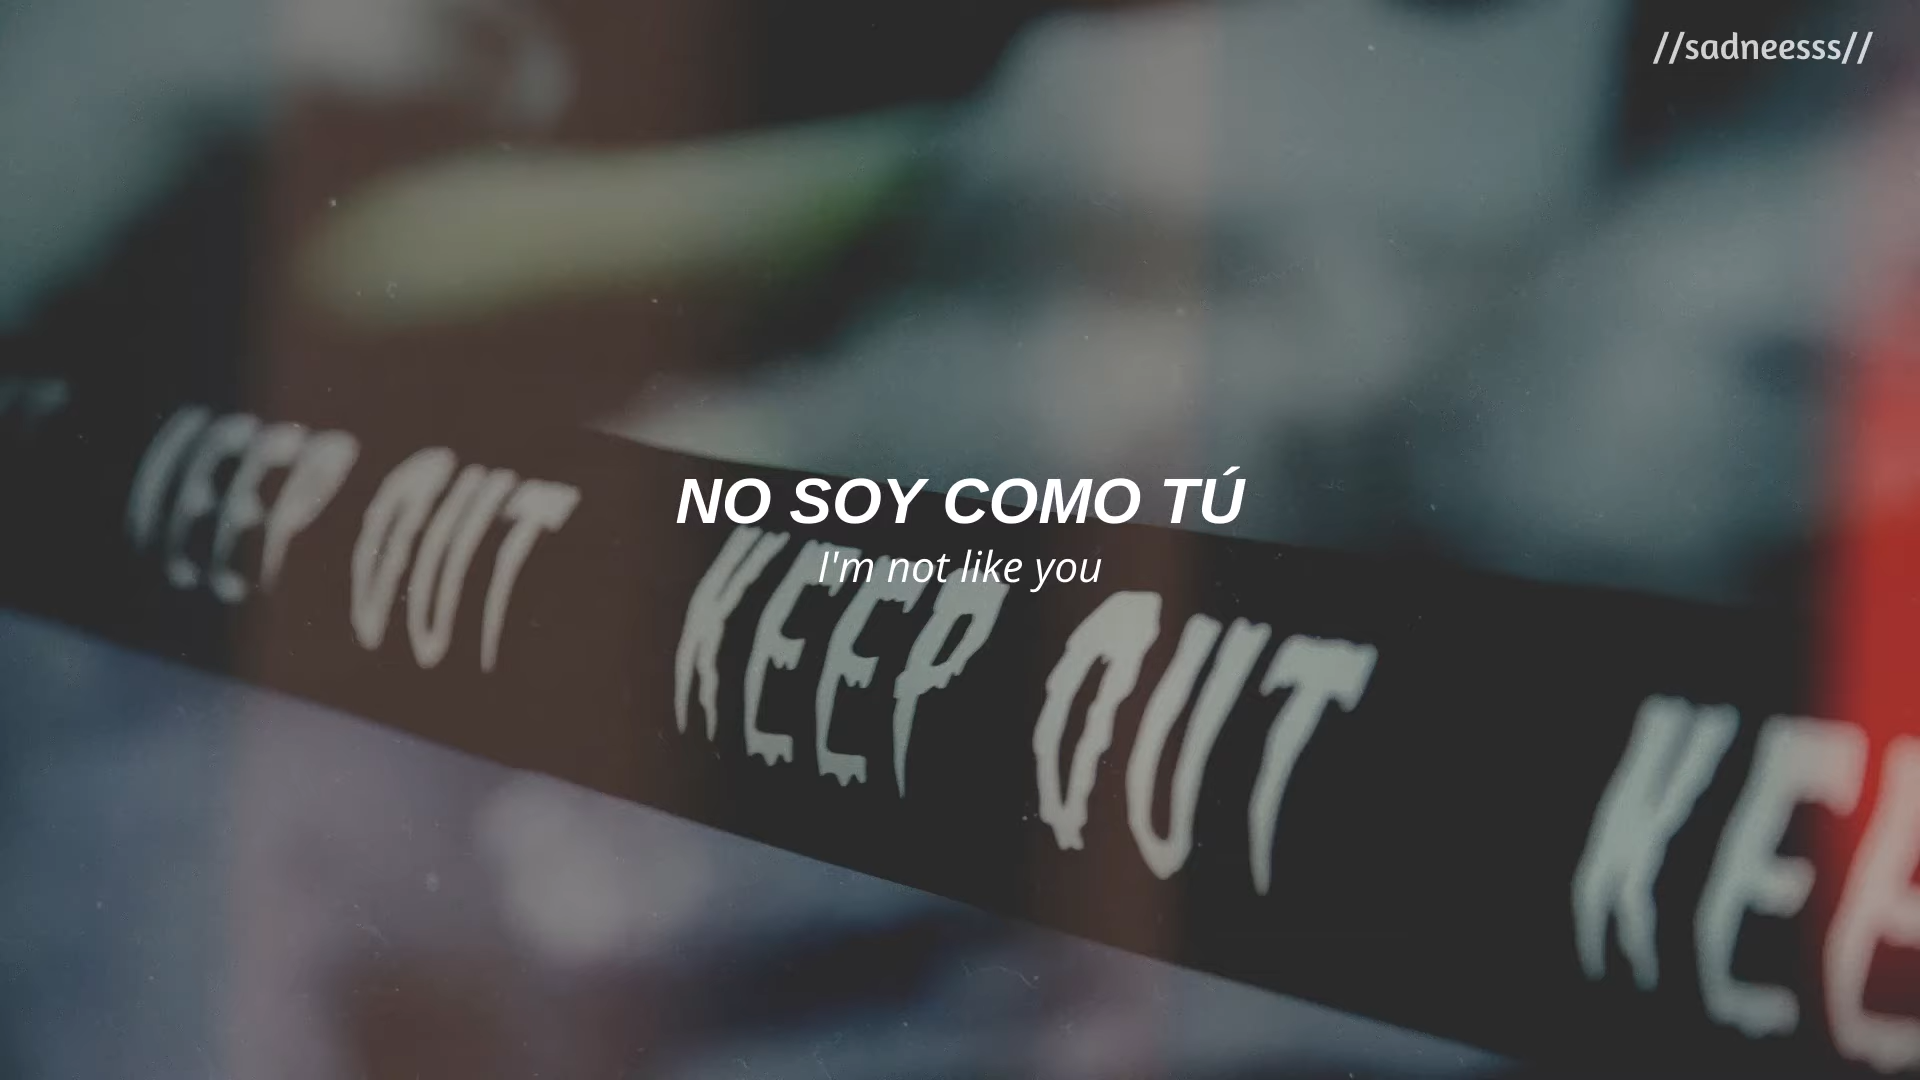 //sadneesss//
NO SOY COMO TÚ
I'm not like you
KEEP OUT KEEP OUT KEE